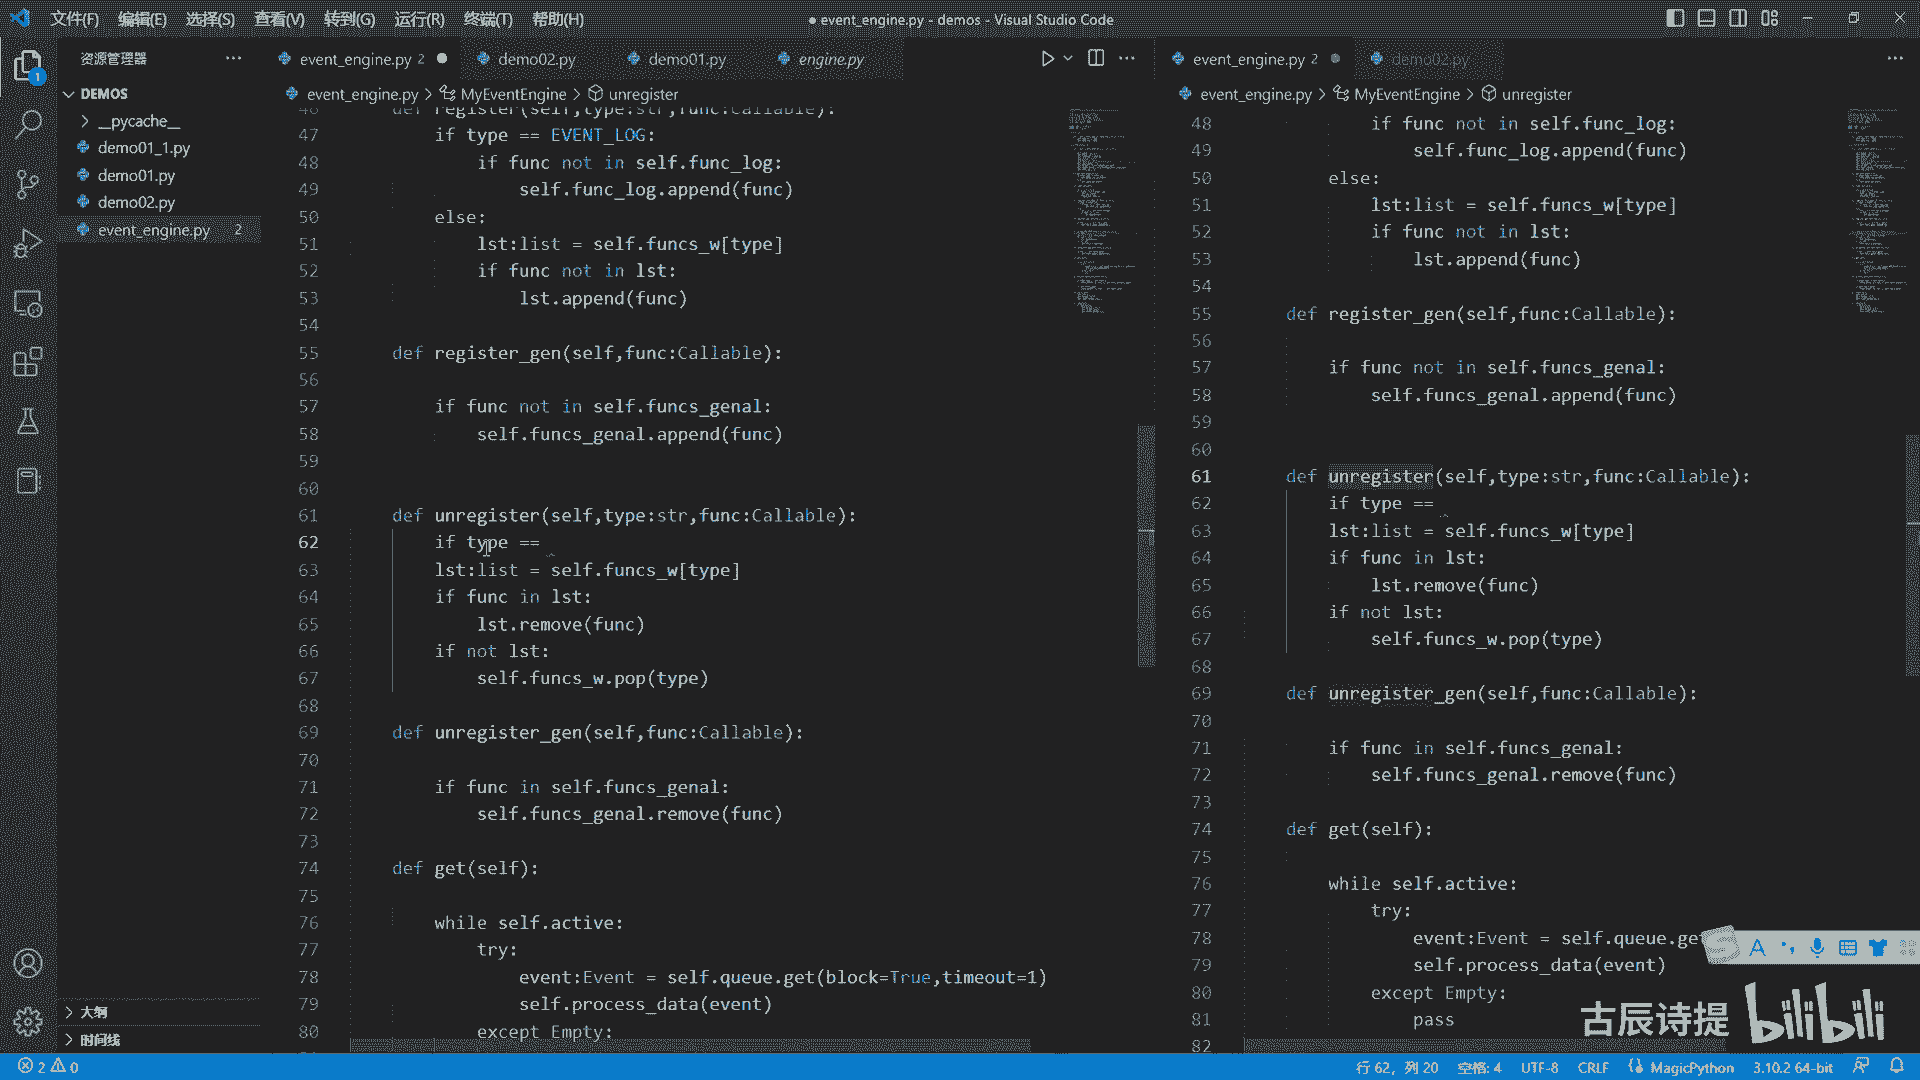 文件(F) 编辑(E) 选择(S) 查看(V) 转到(G) 运行(R) 终端(T) 帮助(H)
● event_engine.py - demos - Visual Studio Code
资源管理器
DEMOS
__pycache__
demo01_1.py
demo01.py
demo02.py
event_engine.py 2
大纲
时间线
1
event_engine.py 2
demo02.py
demo01.py
engine.py
event_engine.py > MyEventEngine > unregister
46 def register(self,type:str,func:Callable):
47 if type == EVENT_LOG:
48 if func not in self.func_log:
49 self.func_log.append(func)
50 else:
51 lst:list = self.funcs_w[type]
52 if func not in lst:
53 lst.append(func)
54
55 def register_gen(self,func:Callable):
56
57 if func not in self.funcs_genal:
58 self.funcs_genal.append(func)
59
60
61 def unregister(self,type:str,func:Callable):
62 if type ==
63 lst:list = self.funcs_w[type]
64 if func in lst:
65 lst.remove(func)
66 if not lst:
67 self.funcs_w.pop(type)
68
69 def unregister_gen(self,func:Callable):
70
71 if func in self.funcs_genal:
72 self.funcs_genal.remove(func)
73
74 def get(self):
75
76 while self.active:
77 try:
78 event:Event = self.queue.get(block=True,timeout=1)
79 self.process_data(event)
80 except Empty:
event_engine.py 2
demo02.py
event_engine.py > MyEventEngine > unregister
48 if func not in self.func_log:
49 self.func_log.append(func)
50 else:
51 lst:list = self.funcs_w[type]
52 if func not in lst:
53 lst.append(func)
54
55 def register_gen(self,func:Callable):
56
57 if func not in self.funcs_genal:
58 self.funcs_genal.append(func)
59
60
61 def unregister(self,type:str,func:Callable):
62 if type ==
63 lst:list = self.funcs_w[type]
64 if func in lst:
65 lst.remove(func)
66 if not lst:
67 self.funcs_w.pop(type)
68
69 def unregister_gen(self,func:Callable):
70
71 if func in self.funcs_genal:
72 self.funcs_genal.remove(func)
73
74 def get(self):
75
76 while self.active:
77 try:
78 event:Event = self.queue.ge
79 self.process_data(event)
80 except Empty:
81 pass
82
A
古辰诗提 bilibili
2 0
行 62, 列 20 空格: 4 UTF-8 CRLF MagicPython 3.10.2 64-bit